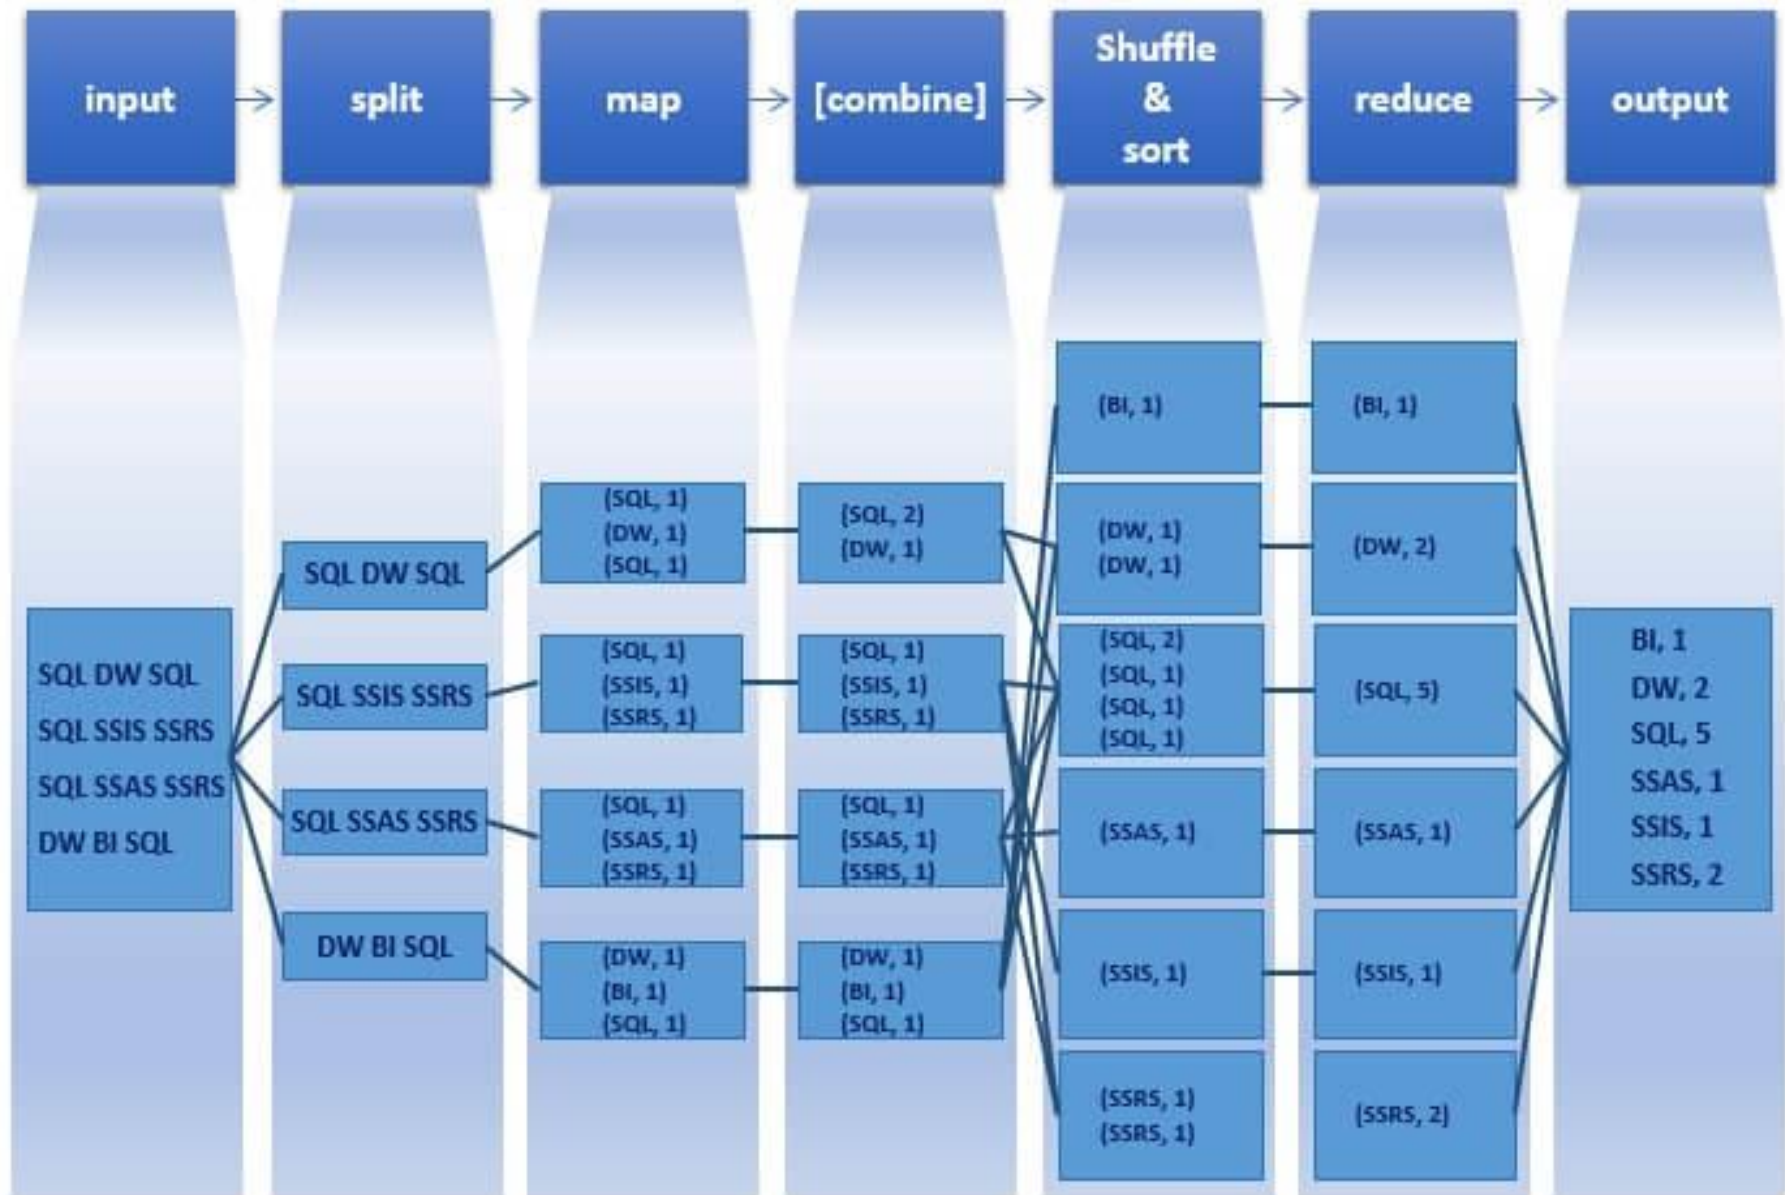 input
split
map
[combine]
Shuffle
&
sort
reduce
output
SQL DW SQL
SQL SSIS SSRS
SQL SSAS SSRS
DW BI SQL
SQL DW SQL
SQL SSIS SSRS
SQL SSAS SSRS
DW BI SQL
(SQL, 1)
(DW, 1)
(SQL, 1)
(SQL, 1)
(SSIS, 1)
(SSRS, 1)
(SQL, 1)
(SSAS, 1)
(SSRS, 1)
(DW, 1)
(BI, 1)
(SQL, 1)
(SQL, 2)
(DW, 1)
(SQL, 1)
(SSIS, 1)
(SSRS, 1)
(SQL, 1)
(SSAS, 1)
(SSRS, 1)
(DW, 1)
(BI, 1)
(SQL, 1)
(BI, 1)
(DW, 1)
(DW, 1)
(SQL, 2)
(SQL, 1)
(SQL, 1)
(SQL, 1)
(SSAS, 1)
(SSIS, 1)
(SSRS, 1)
(SSRS, 1)
(BI, 1)
(DW, 2)
(SQL, 5)
(SSAS, 1)
(SSIS, 1)
(SSRS, 2)
BI, 1
DW, 2
SQL, 5
SSAS, 1
SSIS, 1
SSRS, 2